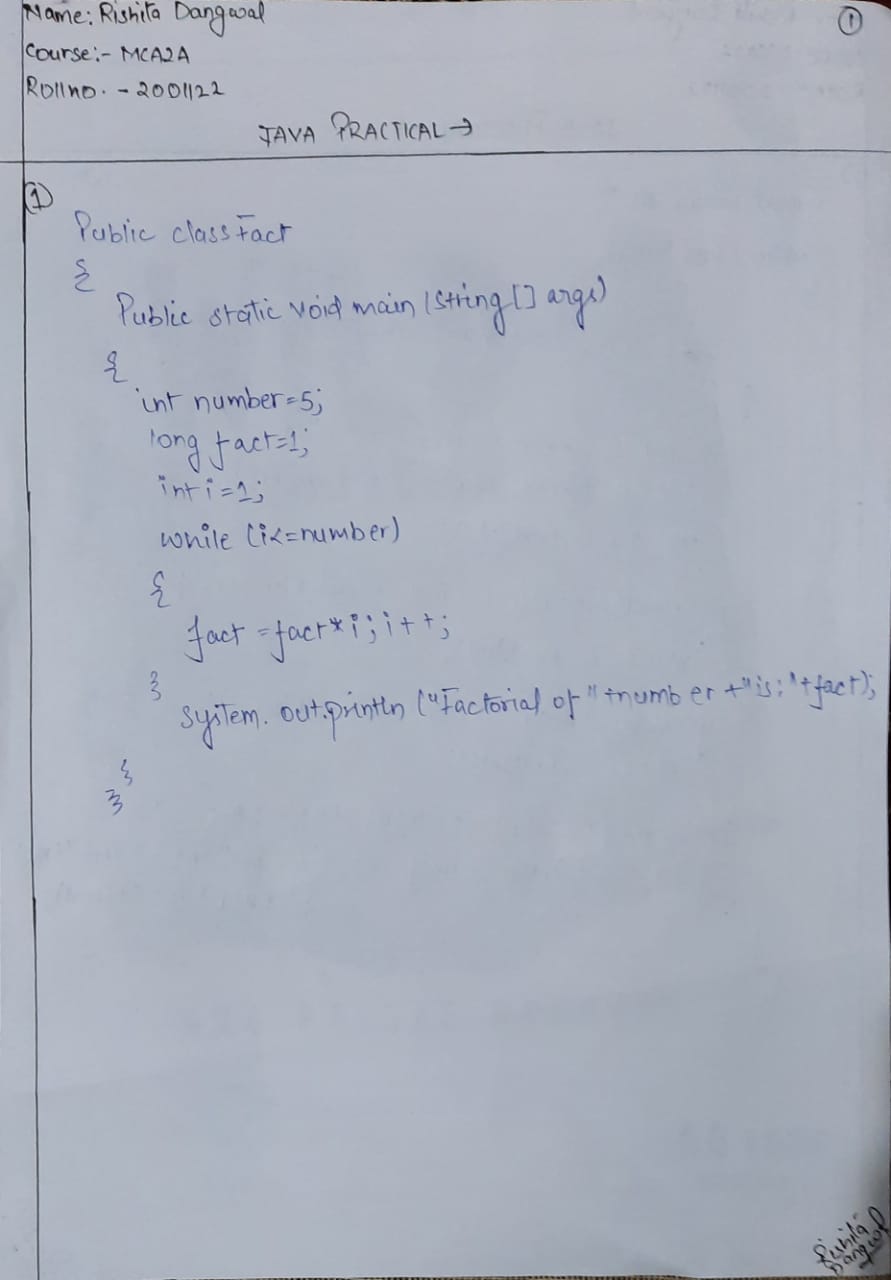 Name: Rishita Dangwal
①
Course:- MCA2A
Rollno. - 2001122
JAVA PRACTICAL →
①
Public class Fact
{
Public static void main (String [] args)
{
int number=5;
long fact=1;
int i=1;
while (i<=number)
{
fact =fact*i; i++;
}
System. out.println ("Factorial of "+number+"is:"+fact);
}
}
Rishita
Dangwal